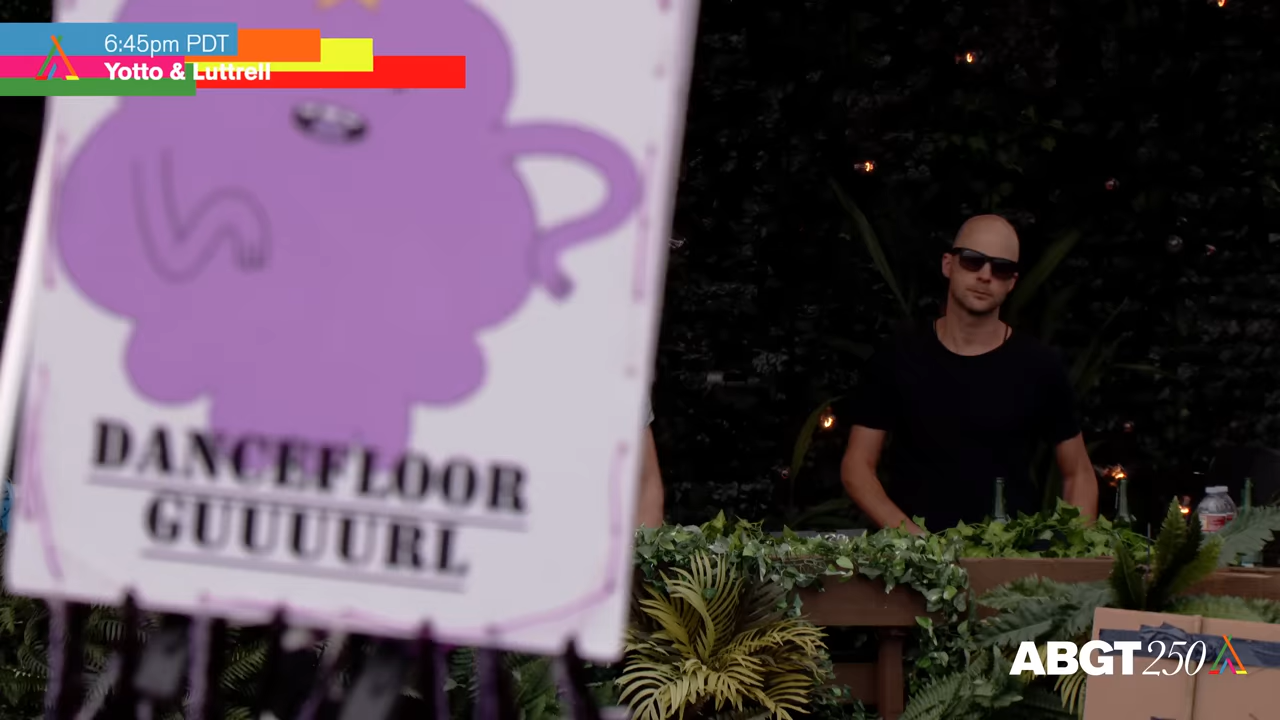 6:45pm PDT
Yotto & Luttrell
DANCEFLOOR
GUUUURL
ABGT250